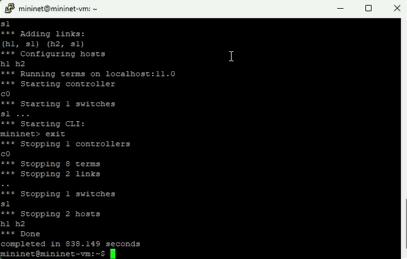 mininet@mininet-vm: ~
s1
*** Adding links:
(h1, s1) (h2, s1)
*** Configuring hosts
h1 h2
*** Running terms on localhost:11.0
*** Starting controller
c0
*** Starting 1 switches
s1 ...
*** Starting CLI:
mininet> exit
*** Stopping 1 controllers
c0
*** Stopping 8 terms
*** Stopping 2 links
..
*** Stopping 1 switches
s1
*** Stopping 2 hosts
h1 h2
*** Done
completed in 838.149 seconds
mininet@mininet-vm:~$